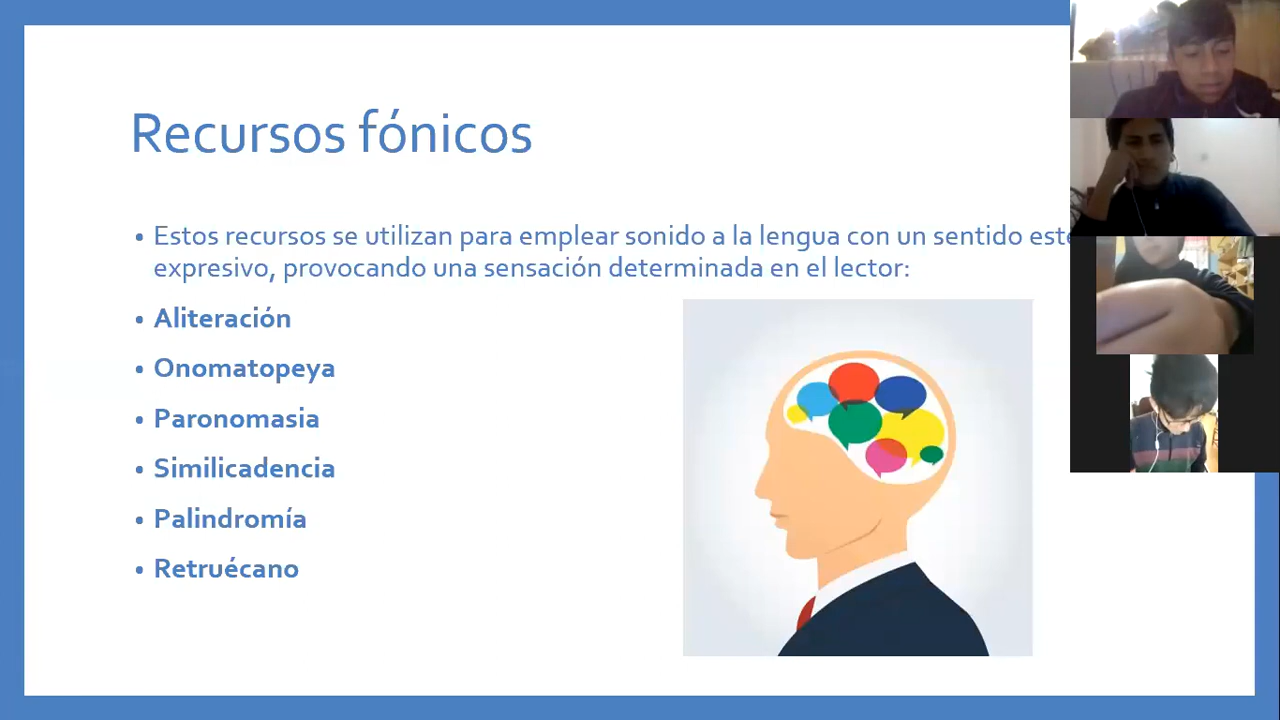 Recursos fónicos
• Estos recursos se utilizan para emplear sonido a la lengua con un sentido
expresivo, provocando una sensación determinada en el lector:
• Aliteración
• Onomatopeya
• Paronomasia
• Similicadencia
• Palindromía
• Retruécano